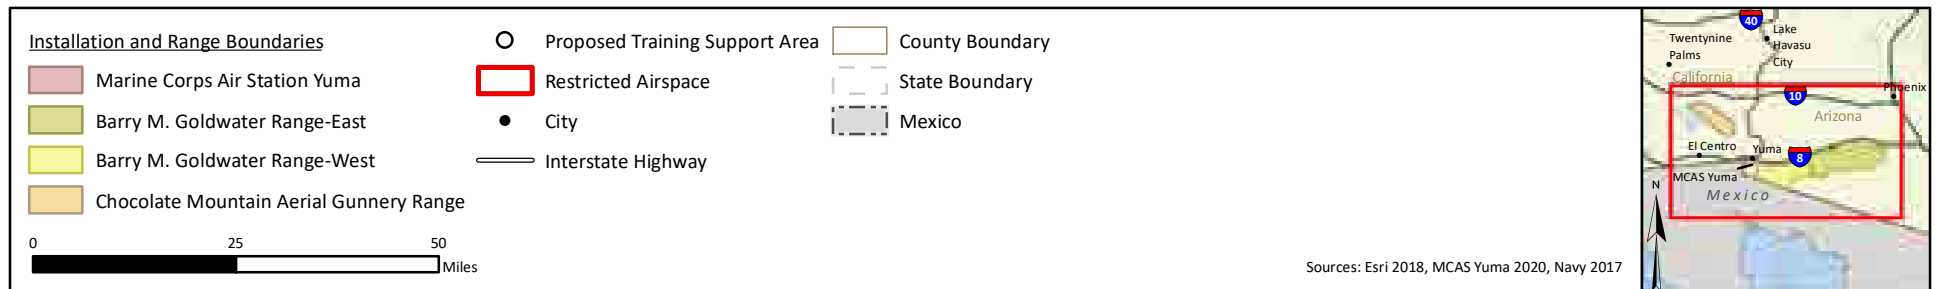 Installation and Range Boundaries
Marine Corps Air Station Yuma
Barry M. Goldwater Range-East
Barry M. Goldwater Range-West
Chocolate Mountain Aerial Gunnery Range
0 25 50
Miles
Proposed Training Support Area
Restricted Airspace
City
Interstate Highway
County Boundary
State Boundary
Mexico
Sources: Esri 2018, MCAS Yuma 2020, Navy 2017
40
Lake
Havasu
City
Twentynine
Palms
California
10
Phoenix
Arizona
El Centro
Yuma
8
MCAS Yuma
Mexico
N